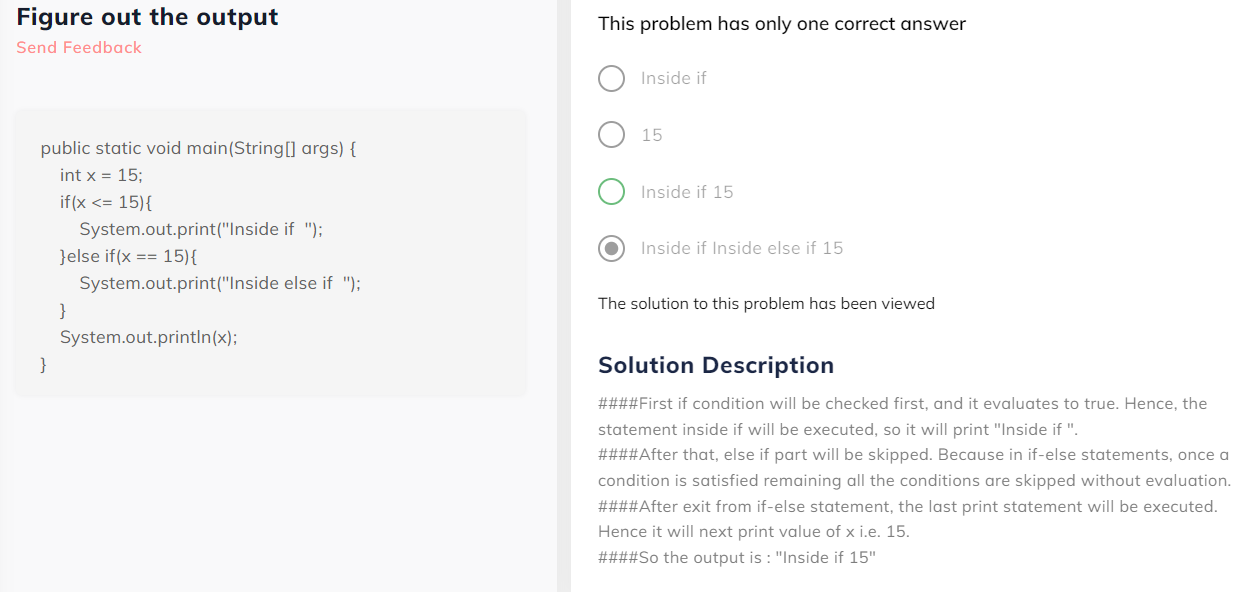 Figure out the output
Send Feedback
public static void main(String[] args) {
    int x = 15;
    if(x <= 15){
        System.out.print("Inside if  ");
    }else if(x == 15){
        System.out.print("Inside else if  ");
    }
    System.out.println(x);
}
This problem has only one correct answer
Inside if
15
Inside if 15
Inside if Inside else if 15
The solution to this problem has been viewed
Solution Description
####First if condition will be checked first, and it evaluates to true. Hence, the
statement inside if will be executed, so it will print "Inside if ".
####After that, else if part will be skipped. Because in if-else statements, once a
condition is satisfied remaining all the conditions are skipped without evaluation.
####After exit from if-else statement, the last print statement will be executed.
Hence it will next print value of x i.e. 15.
####So the output is : "Inside if 15"